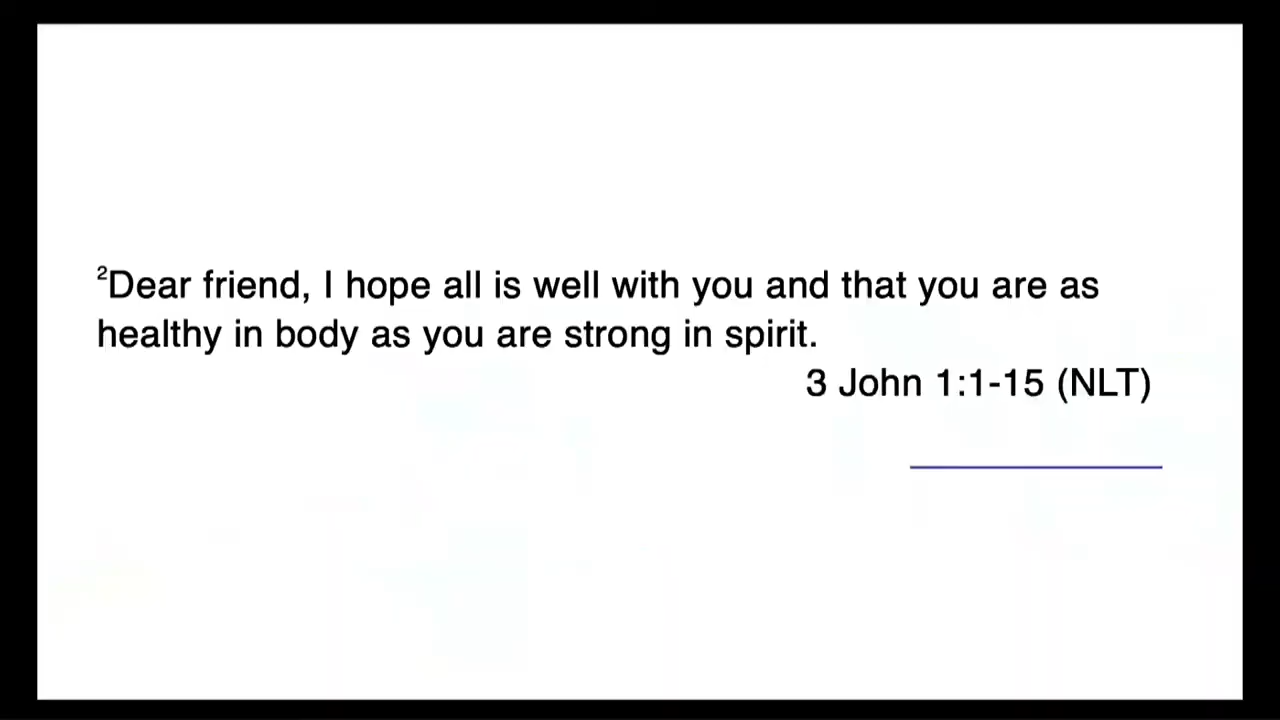 ²Dear friend, I hope all is well with you and that you are as
healthy in body as you are strong in spirit.
3 John 1:1-15 (NLT)